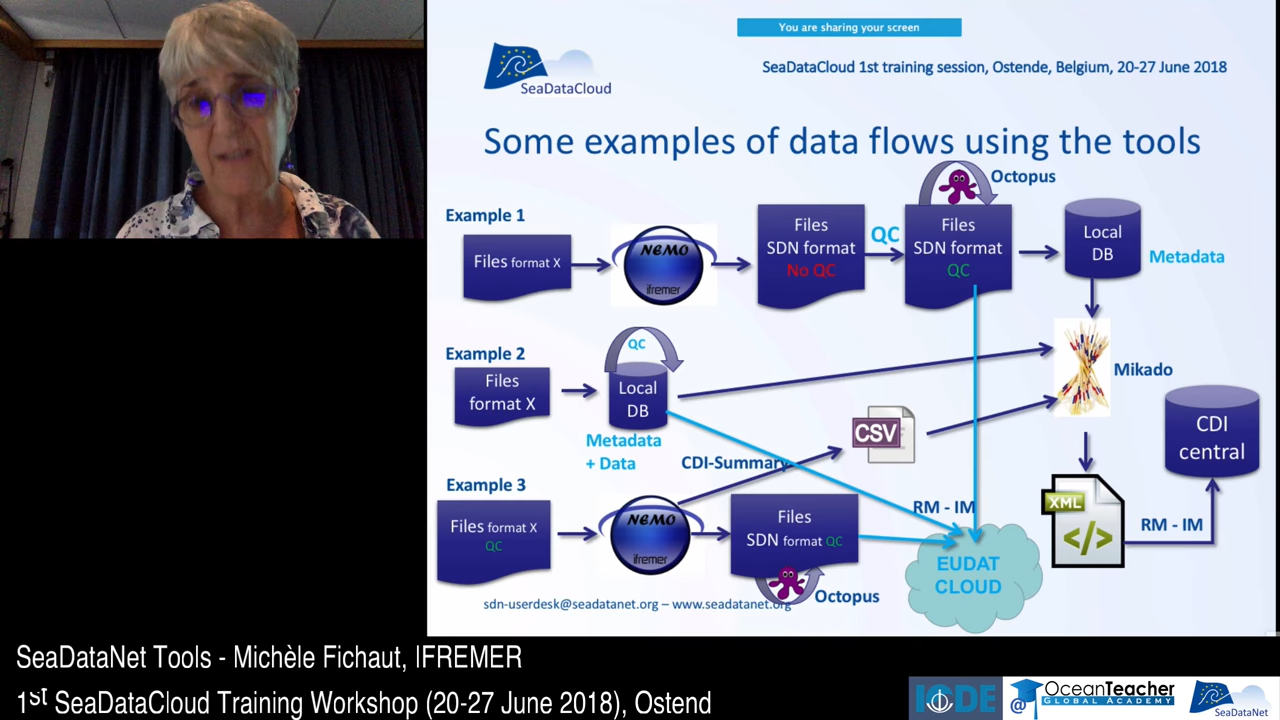 You are sharing your screen
SeaDataCloud
SeaDataCloud 1st training session, Ostende, Belgium, 20-27 June 2018
Some examples of data flows using the tools
Octopus
Example 1
Files format X
NEMO
ifremer
Files
SDN format
No QC
QC
Files
SDN format
QC
Local
DB
Metadata
Example 2
Files
format X
QC
Local
DB
Metadata
+ Data
Mikado
CSV
CDI-Summary
CDI
central
Example 3
Files format X
QC
NEMO
ifremer
Files
SDN format QC
RM - IM
EUDAT
CLOUD
XML
</>
RM - IM
Octopus
sdn-userdesk@seadatanet.org – www.seadatanet.org
SeaDataNet Tools - Michèle Fichaut, IFREMER
1st SeaDataCloud Training Workshop (20-27 June 2018), Ostend
IODE
@ OceanTeacher
GLOBAL ACADEMY
SeaDataNet